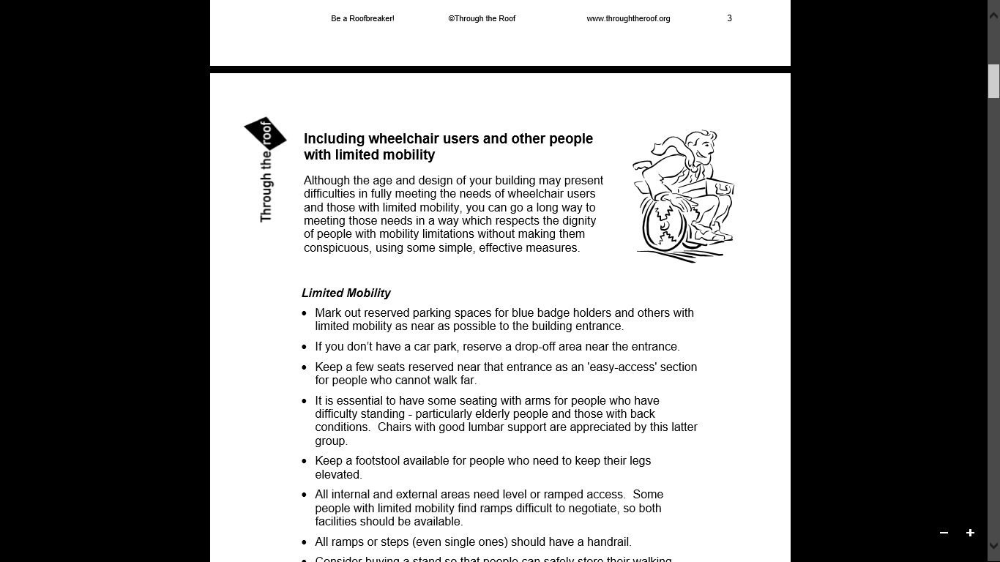 Be a Roofbreaker! ©Through the Roof www.throughtheroof.org 3
Through the roof
Including wheelchair users and other people
with limited mobility
Although the age and design of your building may present
difficulties in fully meeting the needs of wheelchair users
and those with limited mobility, you can go a long way to
meeting those needs in a way which respects the dignity
of people with mobility limitations without making them
conspicuous, using some simple, effective measures.
Limited Mobility
• Mark out reserved parking spaces for blue badge holders and others with
limited mobility as near as possible to the building entrance.
• If you don’t have a car park, reserve a drop-off area near the entrance.
• Keep a few seats reserved near that entrance as an 'easy-access' section
for people who cannot walk far.
• It is essential to have some seating with arms for people who have
difficulty standing - particularly elderly people and those with back
conditions.  Chairs with good lumbar support are appreciated by this latter
group.
• Keep a footstool available for people who need to keep their legs
elevated.
• All internal and external areas need level or ramped access.  Some
people with limited mobility find ramps difficult to negotiate, so both
facilities should be available.
• All ramps or steps (even single ones) should have a handrail.
• Consider buying a stand so that people can safely store their walking